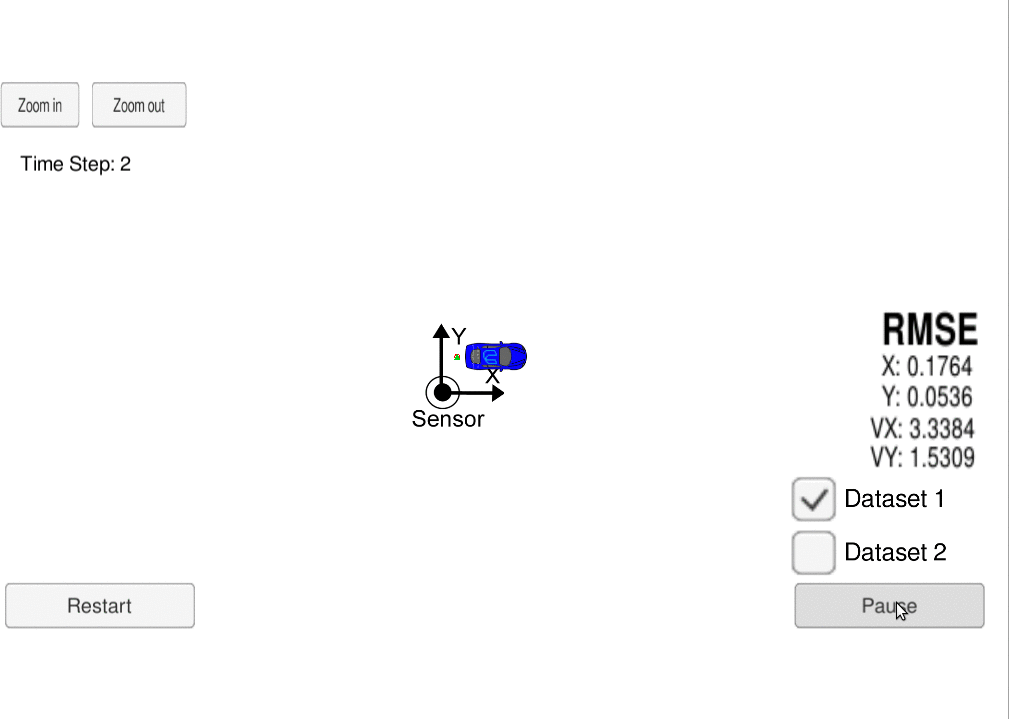 Zoom in
Zoom out
Time Step: 2
Y
X
Sensor
RMSE
X: 0.1764
Y: 0.0536
VX: 3.3384
VY: 1.5309
Dataset 1
Dataset 2
Restart
Pause